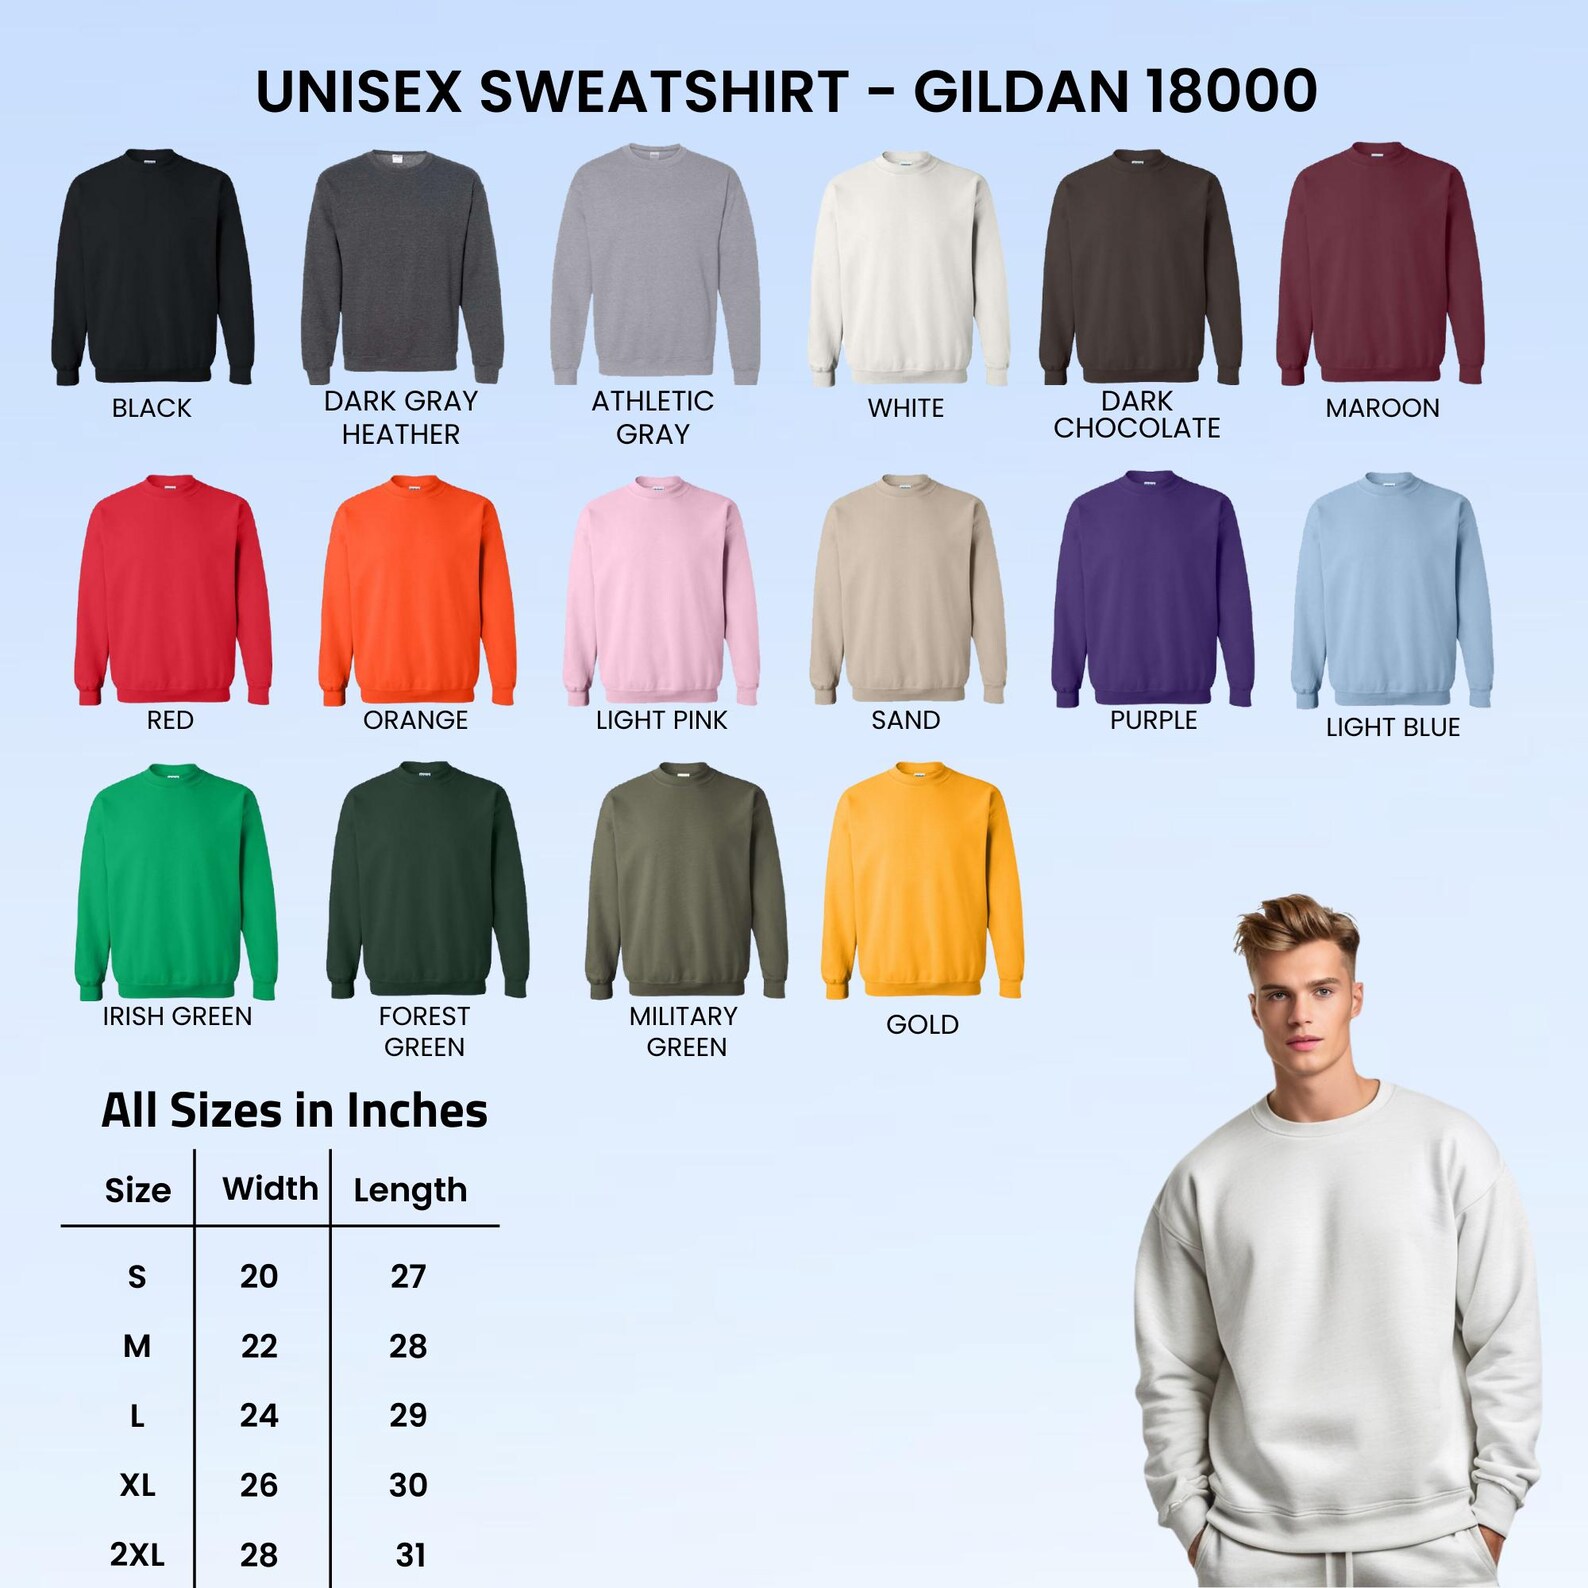 UNISEX SWEATSHIRT - GILDAN 18000
BLACK
DARK GRAY
HEATHER
ATHLETIC
GRAY
WHITE
DARK
CHOCOLATE
MAROON
RED
ORANGE
LIGHT PINK
SAND
PURPLE
LIGHT BLUE
IRISH GREEN
FOREST
GREEN
MILITARY
GREEN
GOLD
All Sizes in Inches
Size Width Length
S 20 27
M 22 28
L 24 29
XL 26 30
2XL 28 31